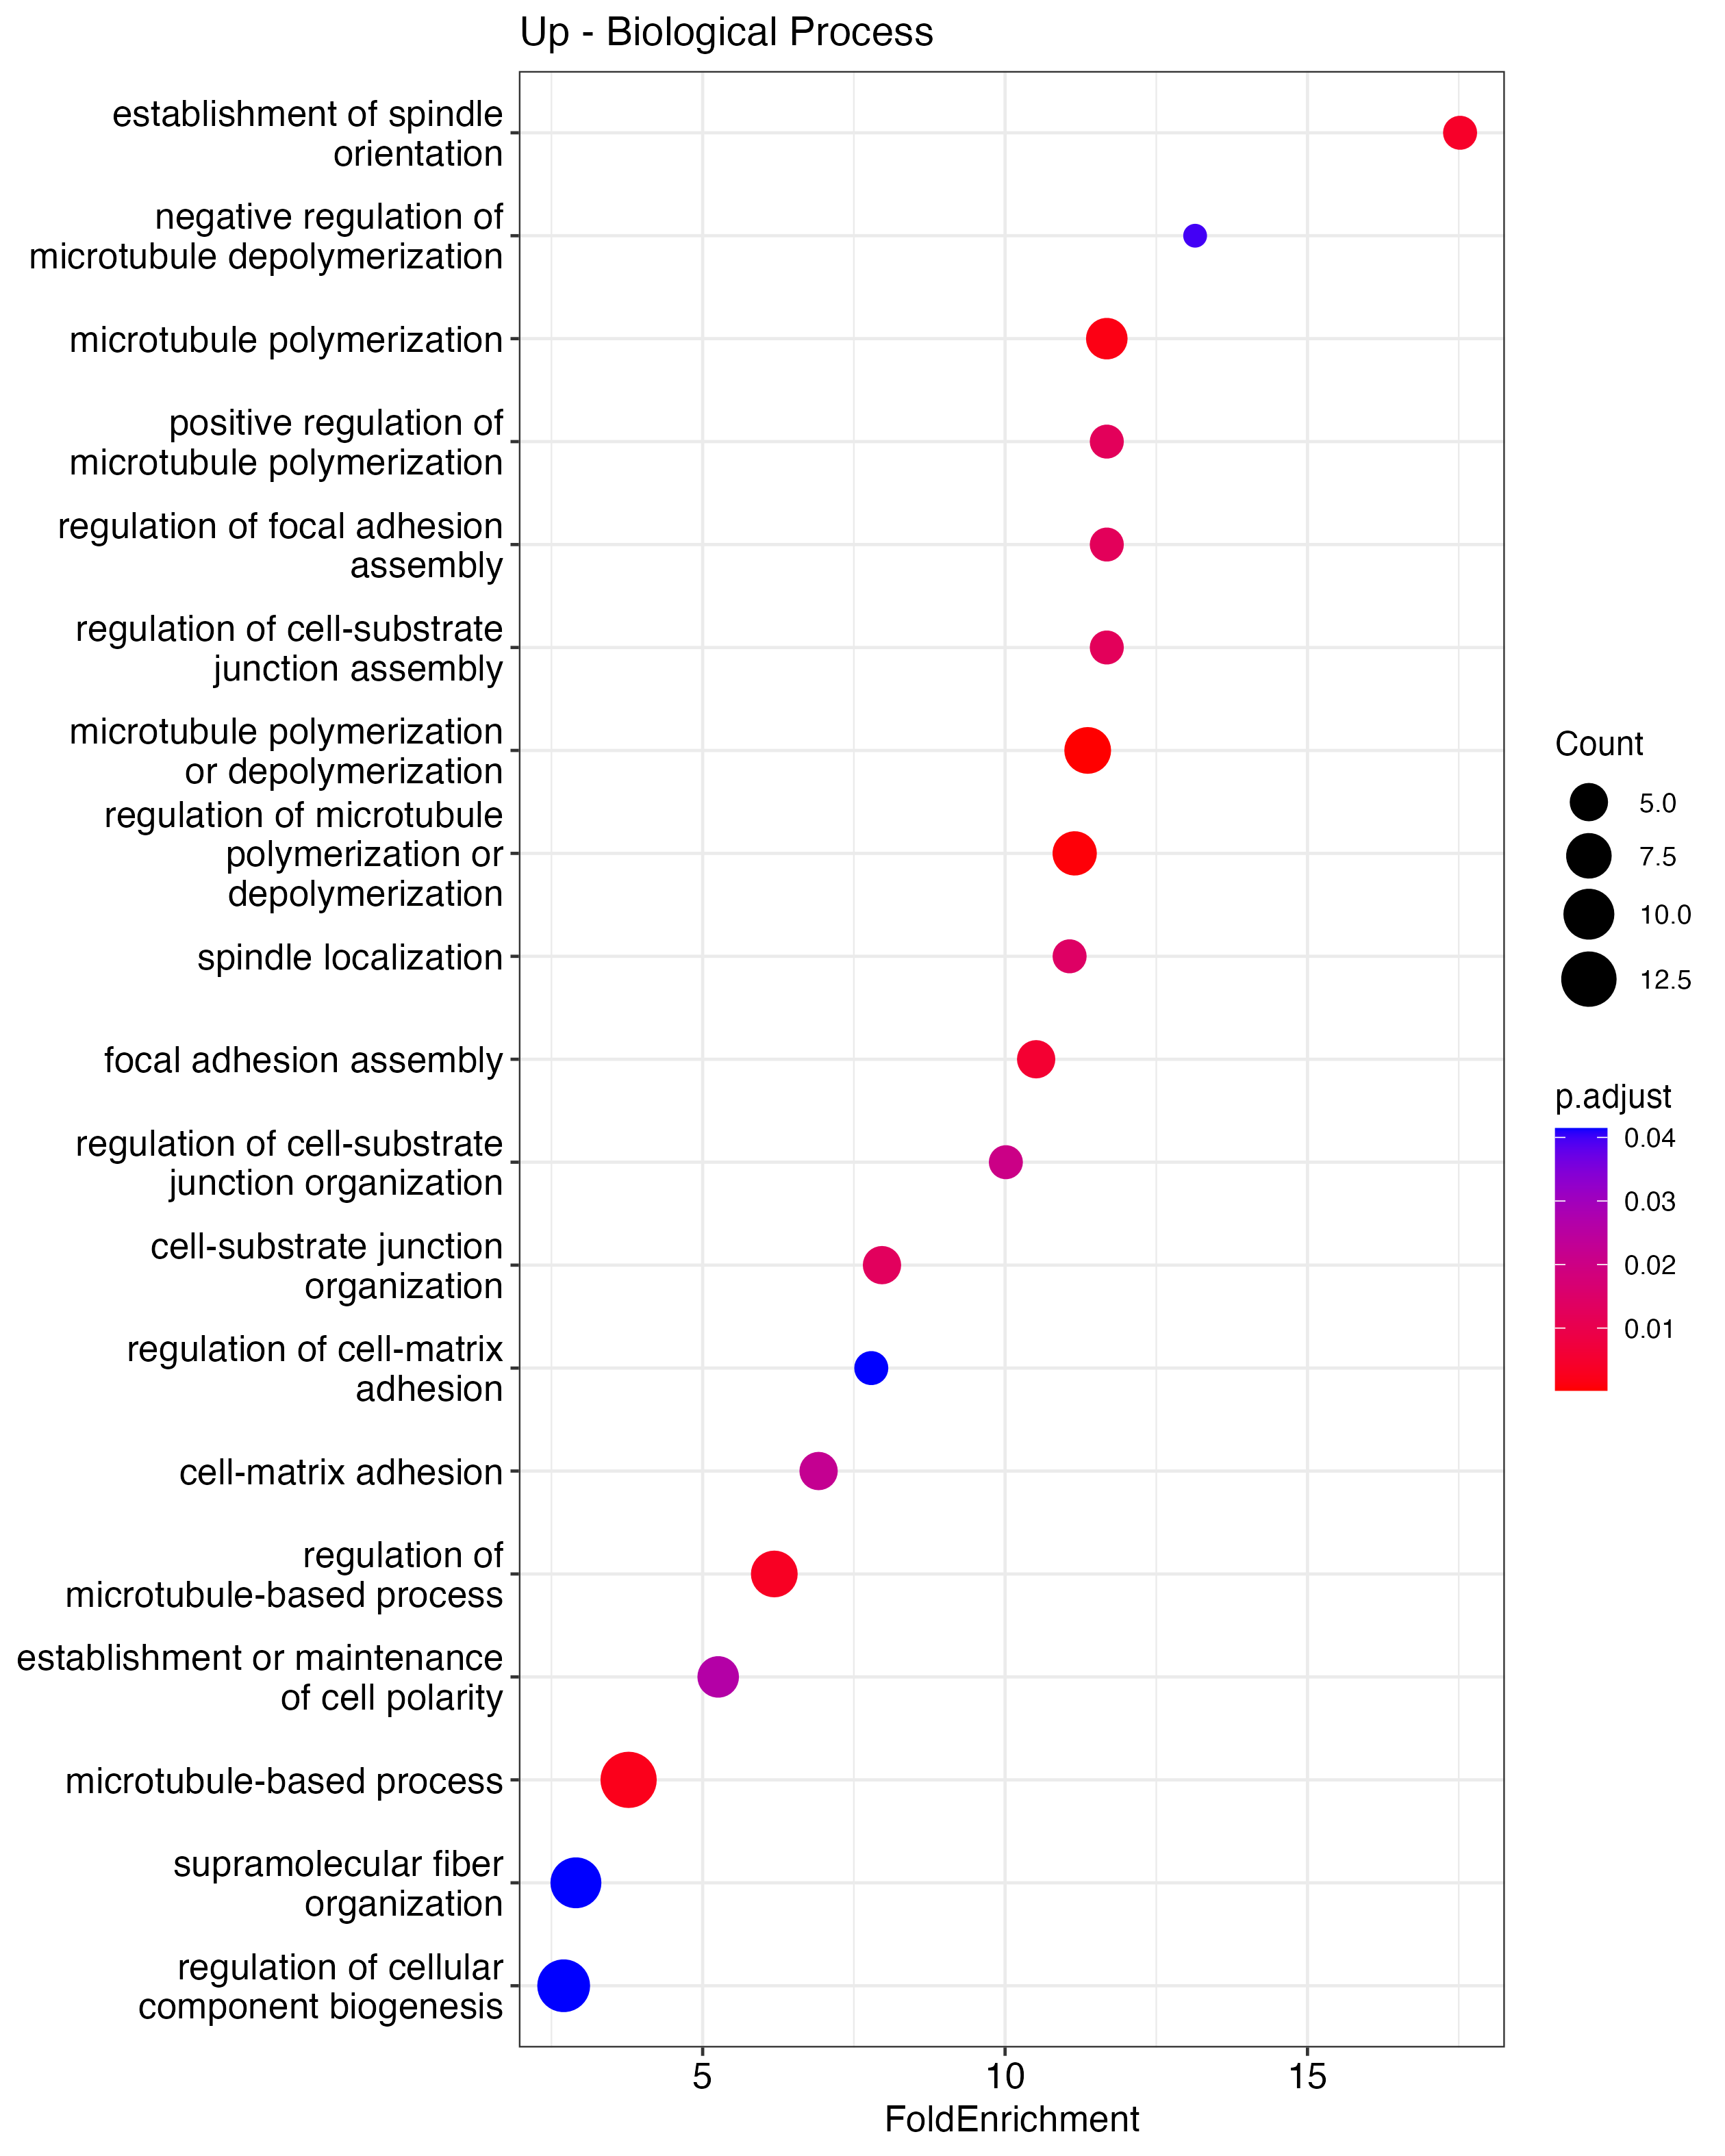 Up - Biological Process
establishment of spindle
orientation
negative regulation of
microtubule depolymerization
microtubule polymerization
positive regulation of
microtubule polymerization
regulation of focal adhesion
assembly
regulation of cell-substrate
junction assembly
microtubule polymerization
or depolymerization
regulation of microtubule
polymerization or
depolymerization
spindle localization
focal adhesion assembly
regulation of cell-substrate
junction organization
cell-substrate junction
organization
regulation of cell-matrix
adhesion
cell-matrix adhesion
regulation of
microtubule-based process
establishment or maintenance
of cell polarity
microtubule-based process
supramolecular fiber
organization
regulation of cellular
component biogenesis
5 10 15
FoldEnrichment
Count
5.0
7.5
10.0
12.5
p.adjust
0.04
0.03
0.02
0.01